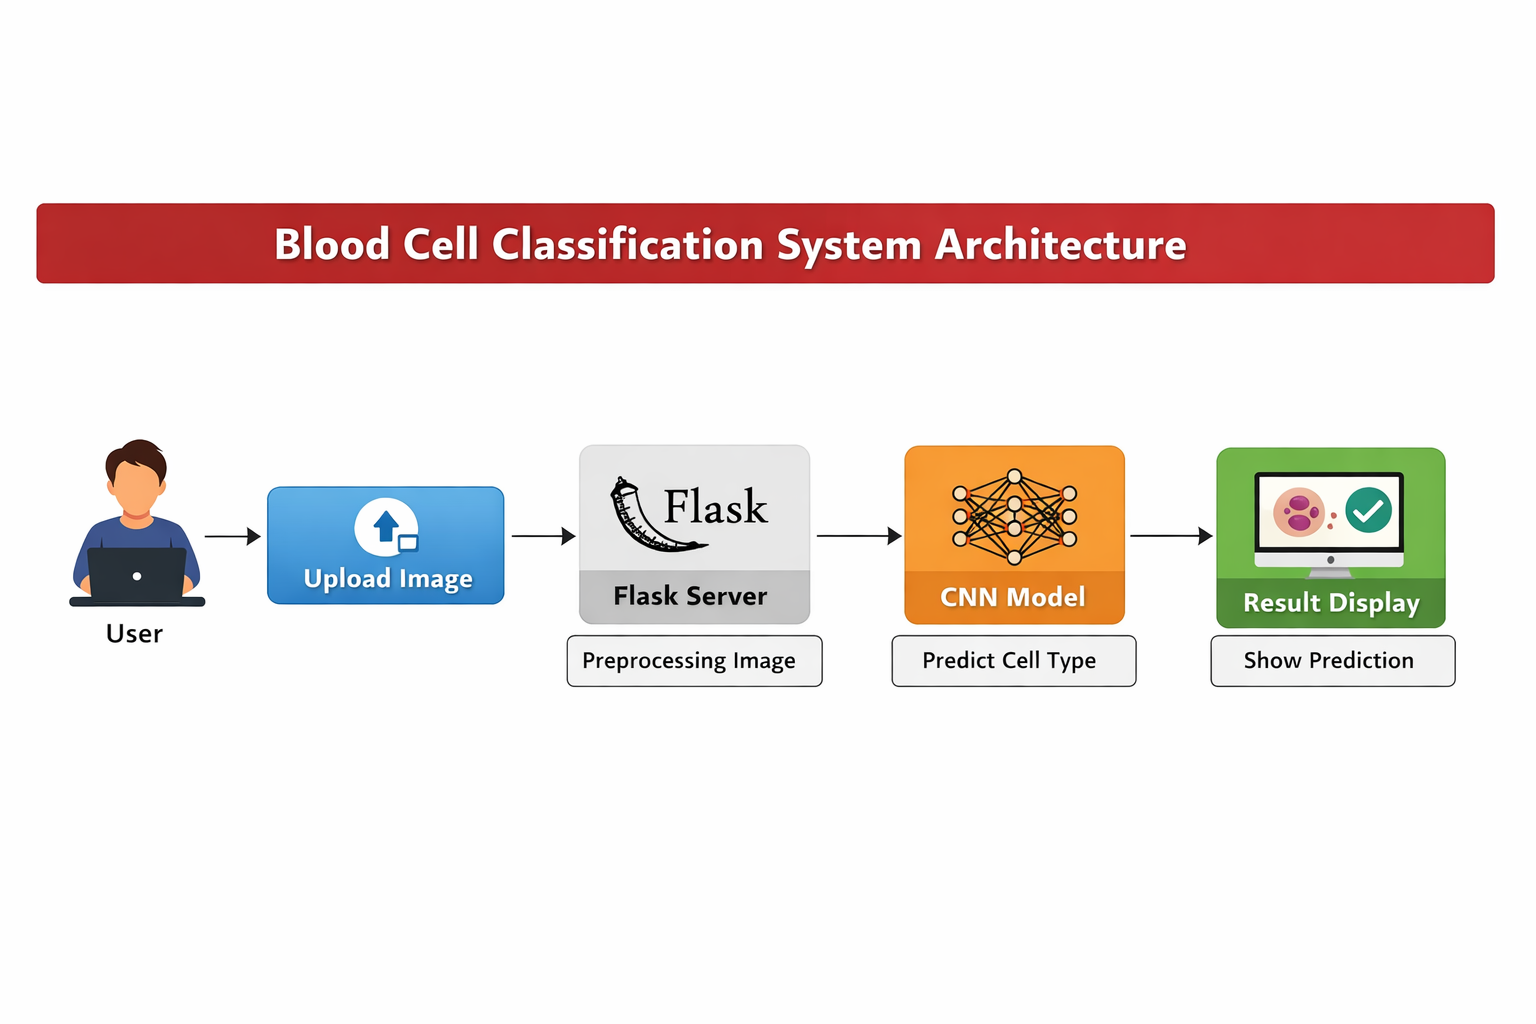 Blood Cell Classification System Architecture
User
Upload Image
Flask
Flask Server
Preprocessing Image
CNN Model
Predict Cell Type
Result Display
Show Prediction